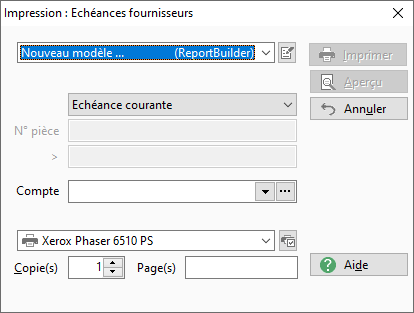 Impression : Echéances fournisseurs
Nouveau modèle ... (ReportBuilder)
Imprimer
Aperçu
Annuler
Echéance courante
N° pièce
>
Compte
Xerox Phaser 6510 PS
Copie(s) 1 Page(s)
Aide